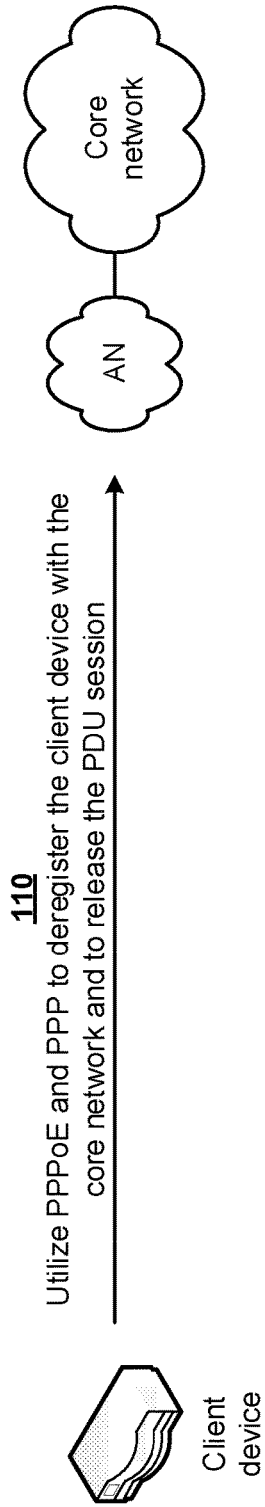 110
Utilize PPPoE and PPP to deregister the client device with the
core network and to release the PDU session
Client
device
AN
Core
network